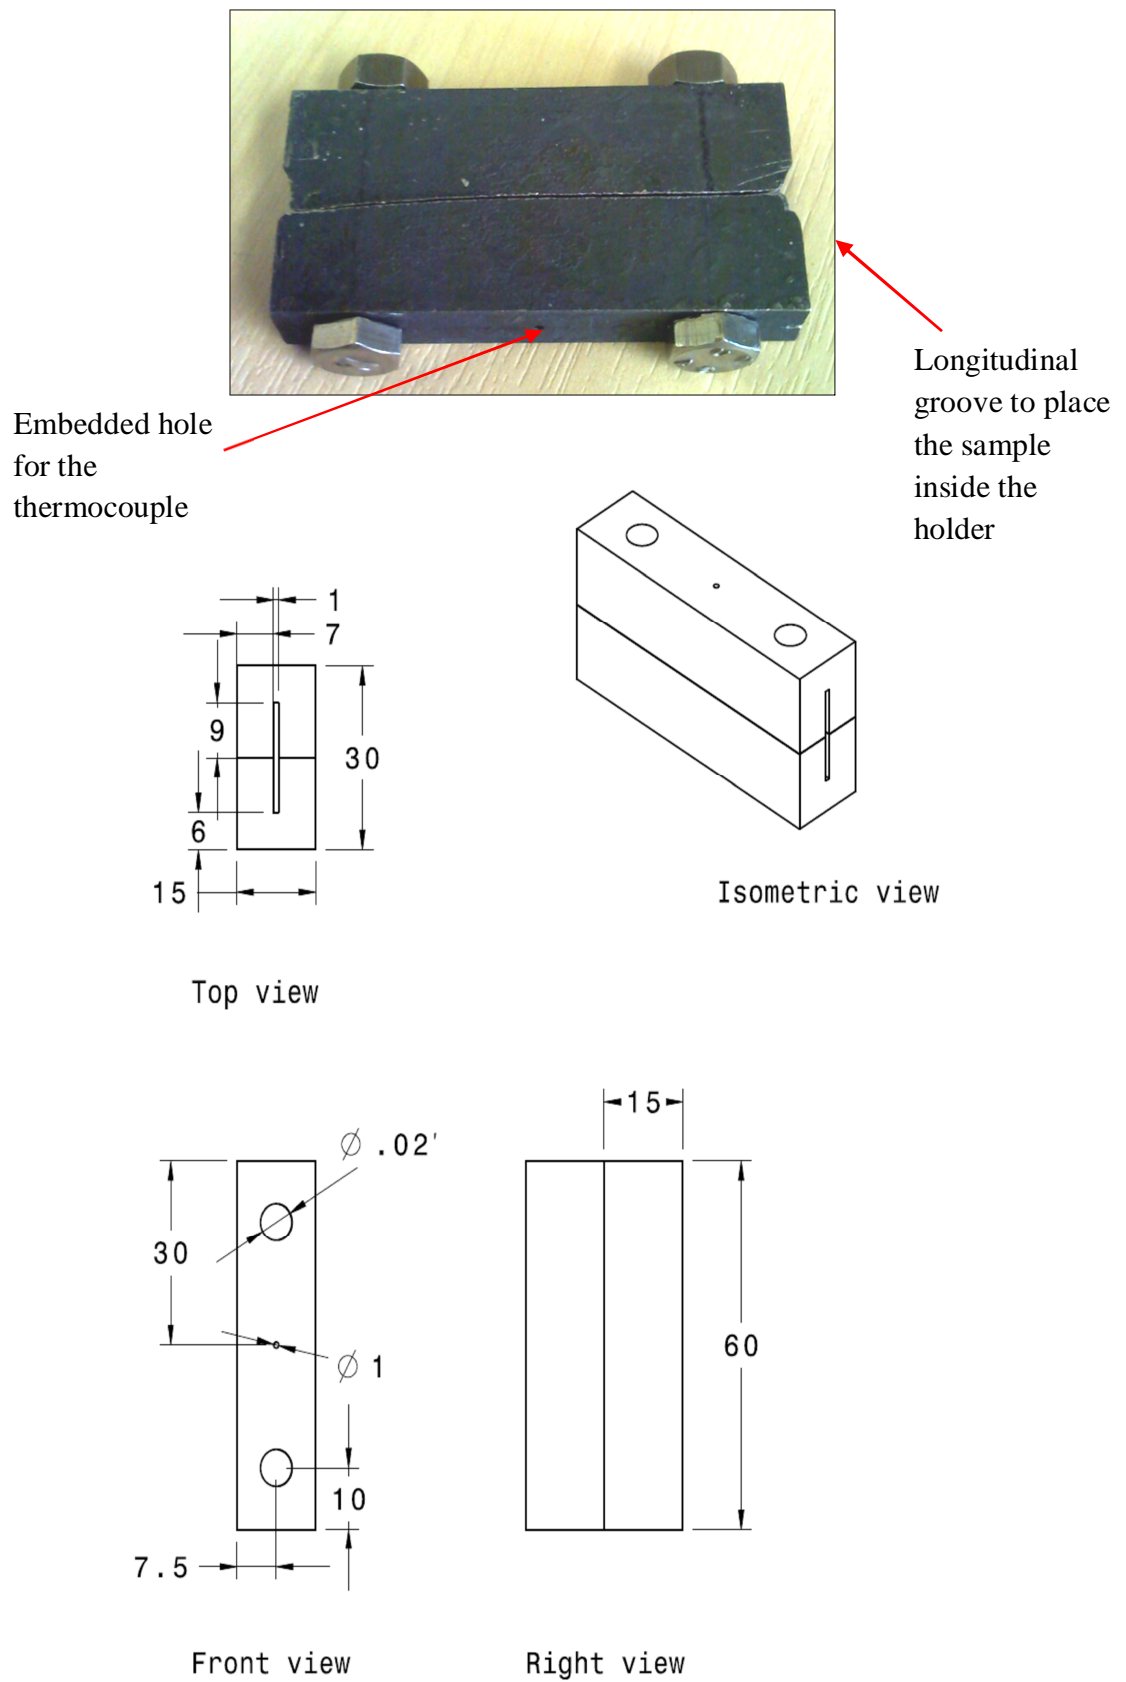 Longitudinal
groove to place
the sample
inside the
holder
Embedded hole
for the
thermocouple
1
7
9
30
6
15
Isometric view
Top view
15
Ø .02'
30
60
Ø 1
10
7.5
Front view
Right view